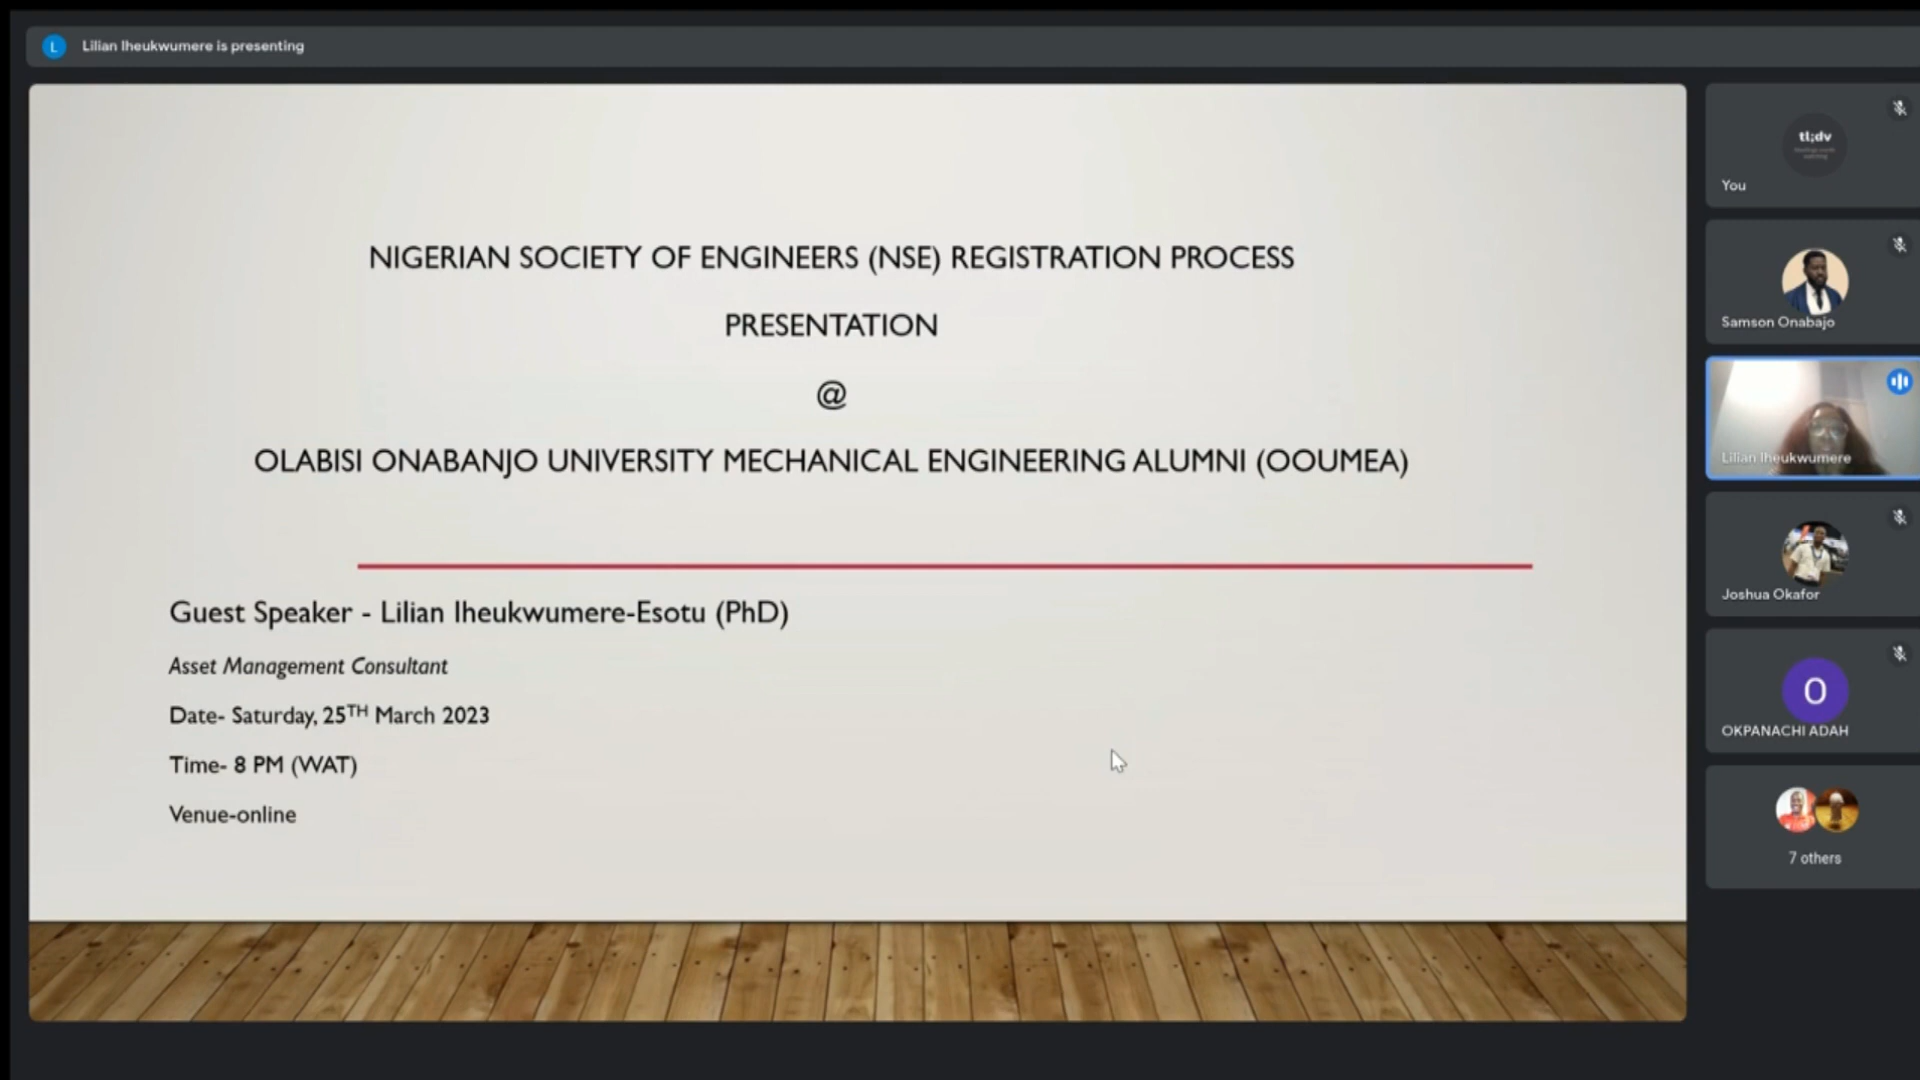 L
Lilian Iheukwumere is presenting
NIGERIAN SOCIETY OF ENGINEERS (NSE) REGISTRATION PROCESS
PRESENTATION
@
OLABISI ONABANJO UNIVERSITY MECHANICAL ENGINEERING ALUMNI (OOUMEA)
Guest Speaker - Lilian Iheukwumere-Esotu (PhD)
Asset Management Consultant
Date- Saturday, 25TH March 2023
Time- 8 PM (WAT)
Venue-online
tl;dv
You
Samson Onabajo
Lilian Iheukwumere
Joshua Okafor
O
OKPANACHI ADAH
7 others